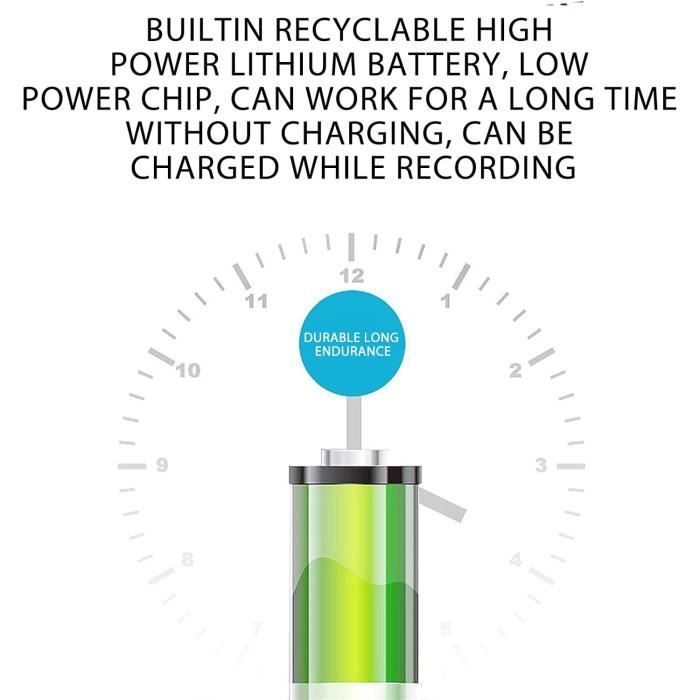 BUILTIN RECYCLABLE HIGH
POWER LITHIUM BATTERY, LOW
POWER CHIP, CAN WORK FOR A LONG TIME
WITHOUT CHARGING, CAN BE
CHARGED WHILE RECORDING
12
11
1
DURABLE LONG
ENDURANCE
10
2
9
3
8
4
7
5